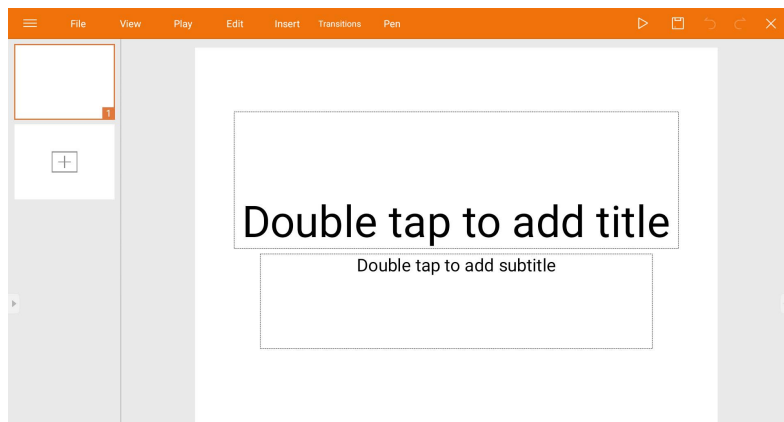 File View Play Edit Insert Transitions Pen
1
Double tap to add title
Double tap to add subtitle